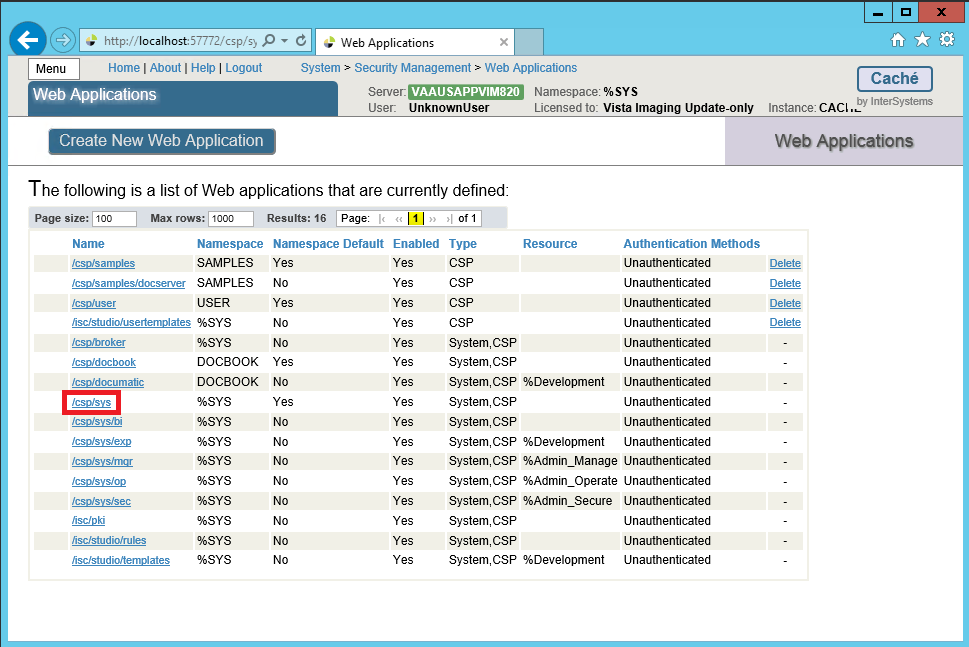 http://localhost:57772/csp/sy
Web Applications
Menu
Home | About | Help | Logout
System > Security Management > Web Applications
Caché
by InterSystems
Web Applications
Server: VAAUSAPPVIM820 Namespace: %SYS
User: UnknownUser Licensed to: Vista Imaging Update-only Instance: CACHE
Create New Web Application
Web Applications
The following is a list of Web applications that are currently defined:
Page size: 100 Max rows: 1000 Results: 16 Page: |‹ ‹‹ 1 ›› ›| of 1
Name Namespace Namespace Default Enabled Type Resource Authentication Methods
/csp/samples SAMPLES Yes Yes CSP Unauthenticated Delete
/csp/samples/docserver SAMPLES No Yes CSP Unauthenticated Delete
/csp/user USER Yes Yes CSP Unauthenticated Delete
/isc/studio/usertemplates %SYS No Yes CSP Unauthenticated Delete
/csp/broker %SYS No Yes System,CSP Unauthenticated -
/csp/docbook DOCBOOK Yes Yes System,CSP Unauthenticated -
/csp/documatic DOCBOOK No Yes System,CSP %Development Unauthenticated -
/csp/sys %SYS Yes Yes System,CSP Unauthenticated -
/csp/sys/bi %SYS No Yes System,CSP Unauthenticated -
/csp/sys/exp %SYS No Yes System,CSP %Development Unauthenticated -
/csp/sys/mgr %SYS No Yes System,CSP %Admin_Manage Unauthenticated -
/csp/sys/op %SYS No Yes System,CSP %Admin_Operate Unauthenticated -
/csp/sys/sec %SYS No Yes System,CSP %Admin_Secure Unauthenticated -
/isc/pki %SYS No Yes System,CSP Unauthenticated -
/isc/studio/rules %SYS No Yes System,CSP Unauthenticated -
/isc/studio/templates %SYS No Yes System,CSP %Development Unauthenticated -